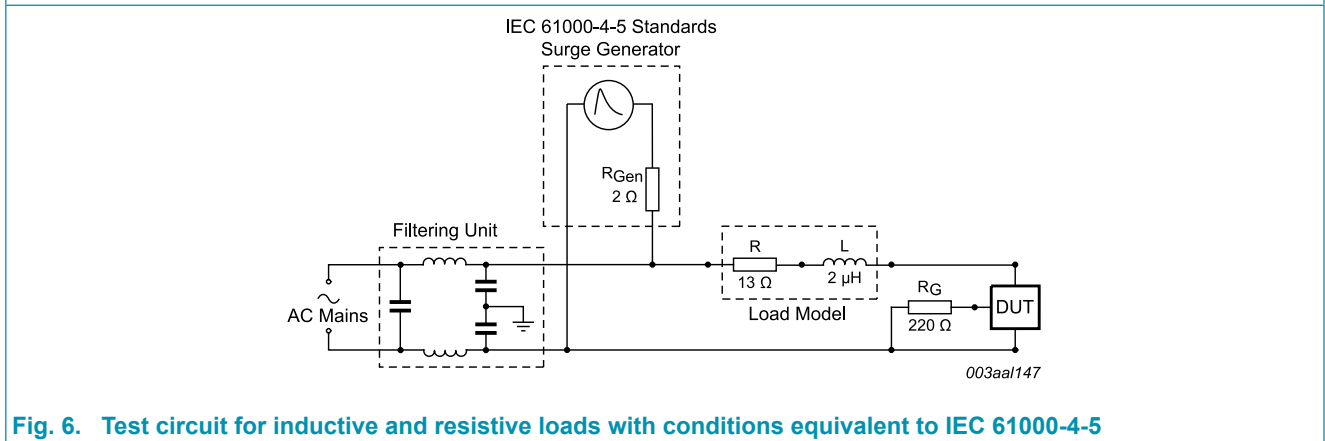 IEC 61000-4-5 Standards
Surge Generator
RGen
2 Ω
Filtering Unit
AC Mains
R
13 Ω
L
2 μH
Load Model
RG
220 Ω
DUT
003aal147
Fig. 6. Test circuit for inductive and resistive loads with conditions equivalent to IEC 61000-4-5